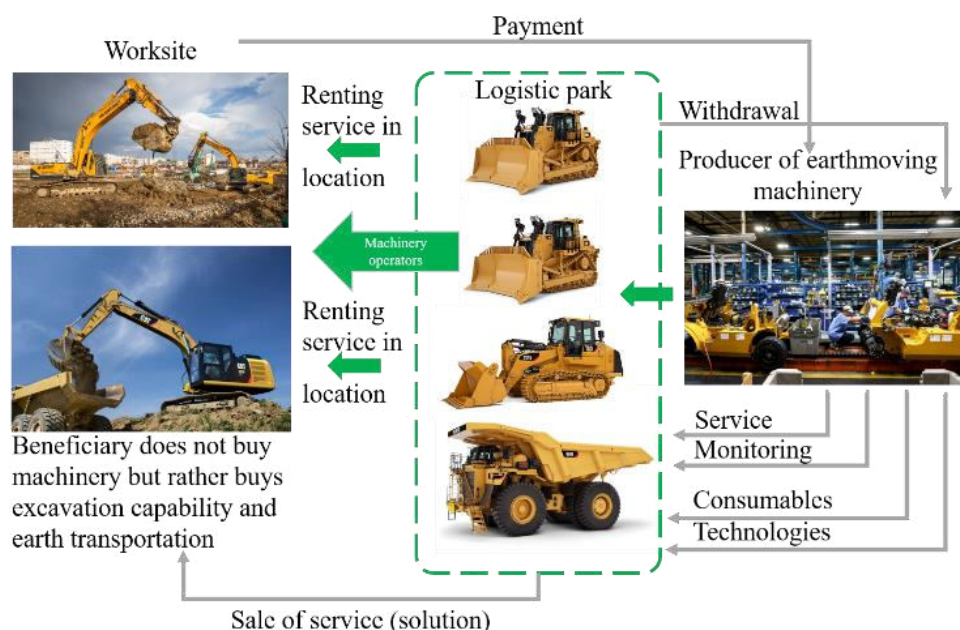 Payment
Worksite
Renting
service in
location
Logistic park
Withdrawal
Producer of earthmoving
machinery
Machinery
operators
Renting
service in
location
Service
Monitoring
Consumables
Technologies
Beneficiary does not buy
machinery but rather buys
excavation capability and
earth transportation
Sale of service (solution)